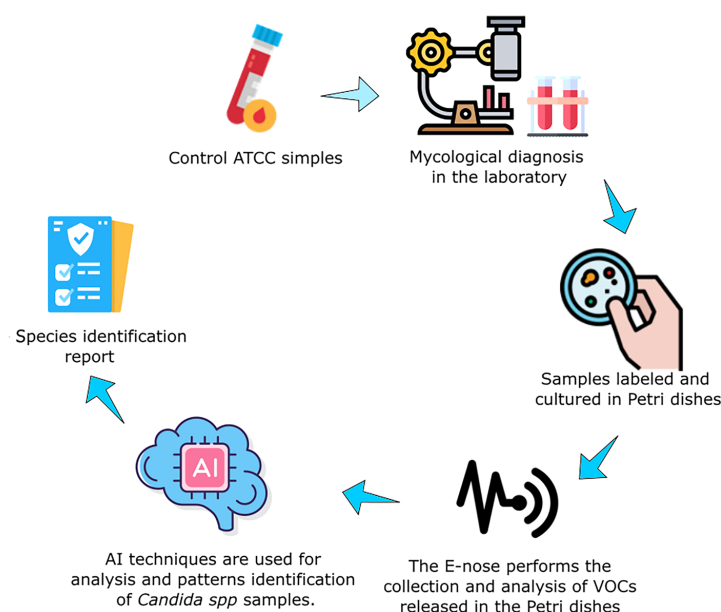 Control ATCC simples
Mycological diagnosis
in the laboratory
Samples labeled and
cultured in Petri dishes
The E-nose performs the
collection and analysis of VOCs
released in the Petri dishes
AI
AI techniques are used for
analysis and patterns identification
of Candida spp samples.
Species identification
report